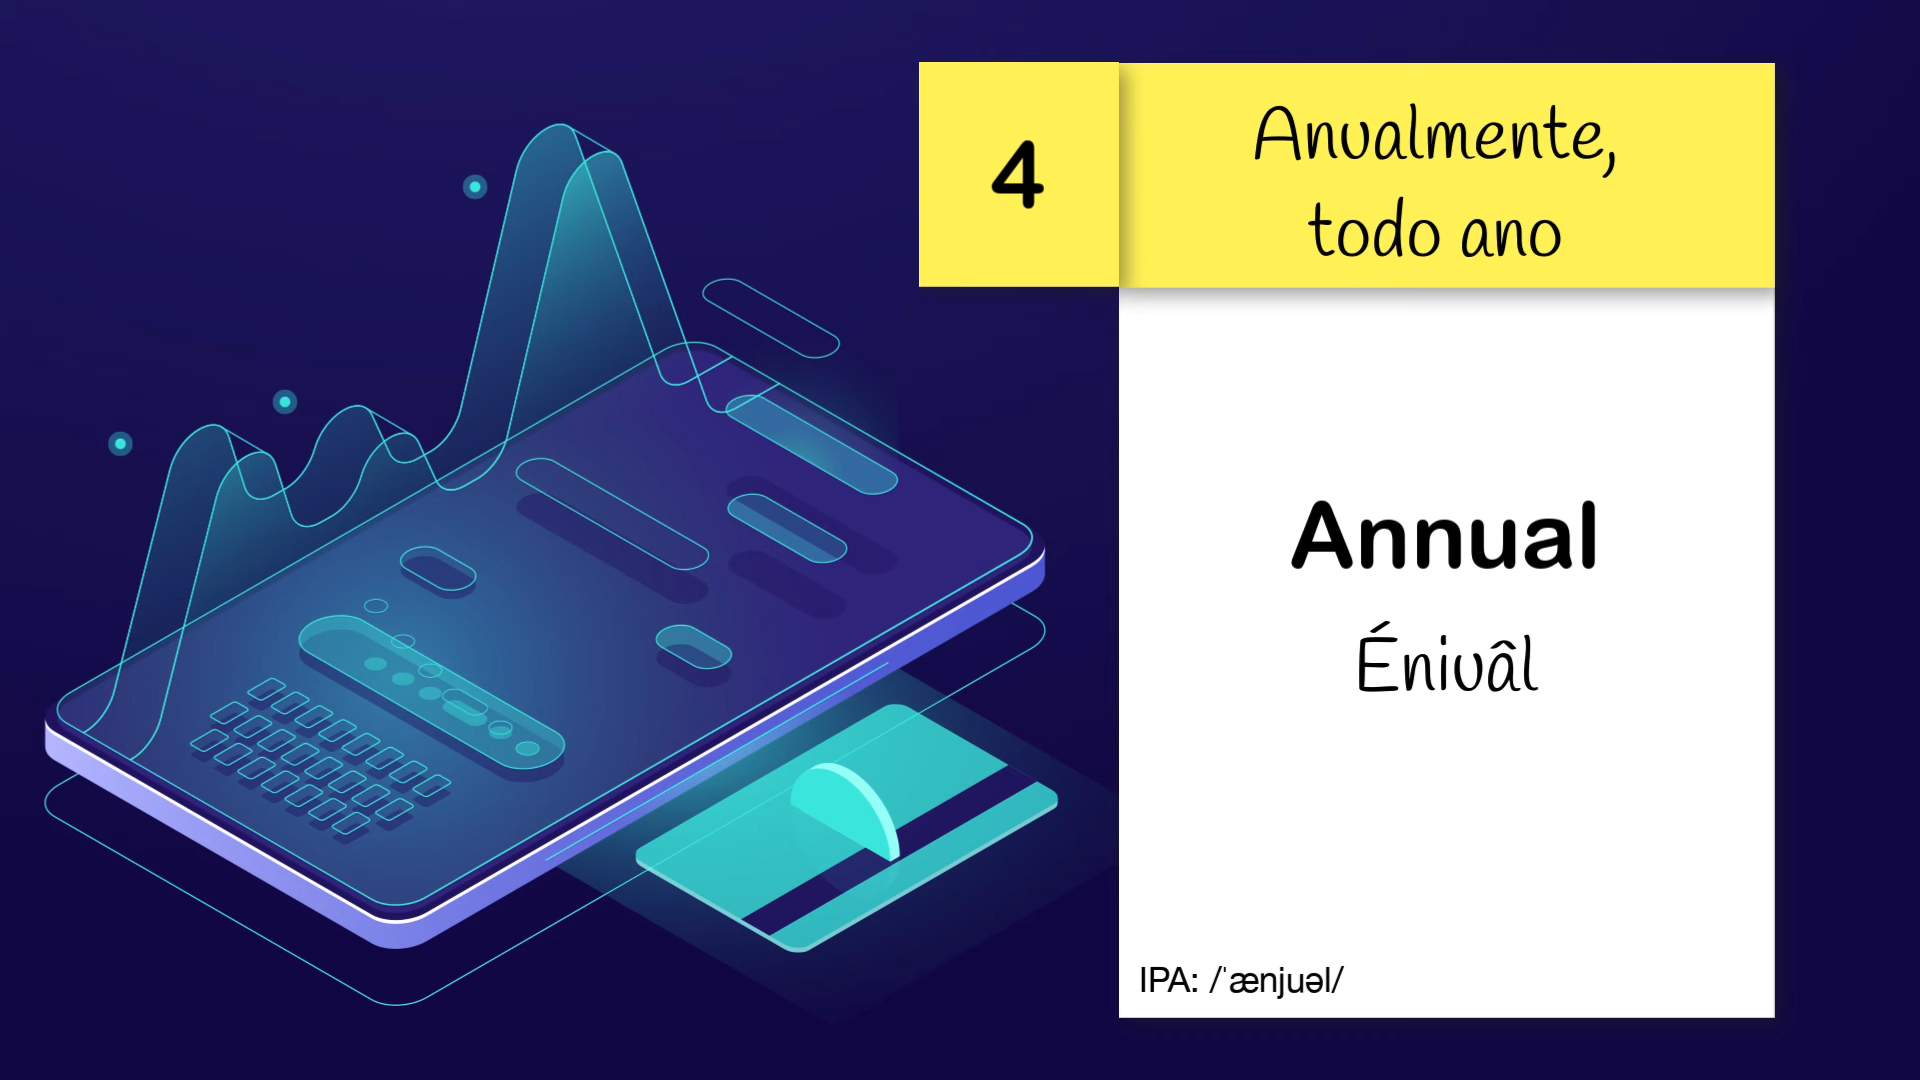 4
Anualmente,
todo ano
Annual
Éniuâl
IPA: /ˈænjuəl/